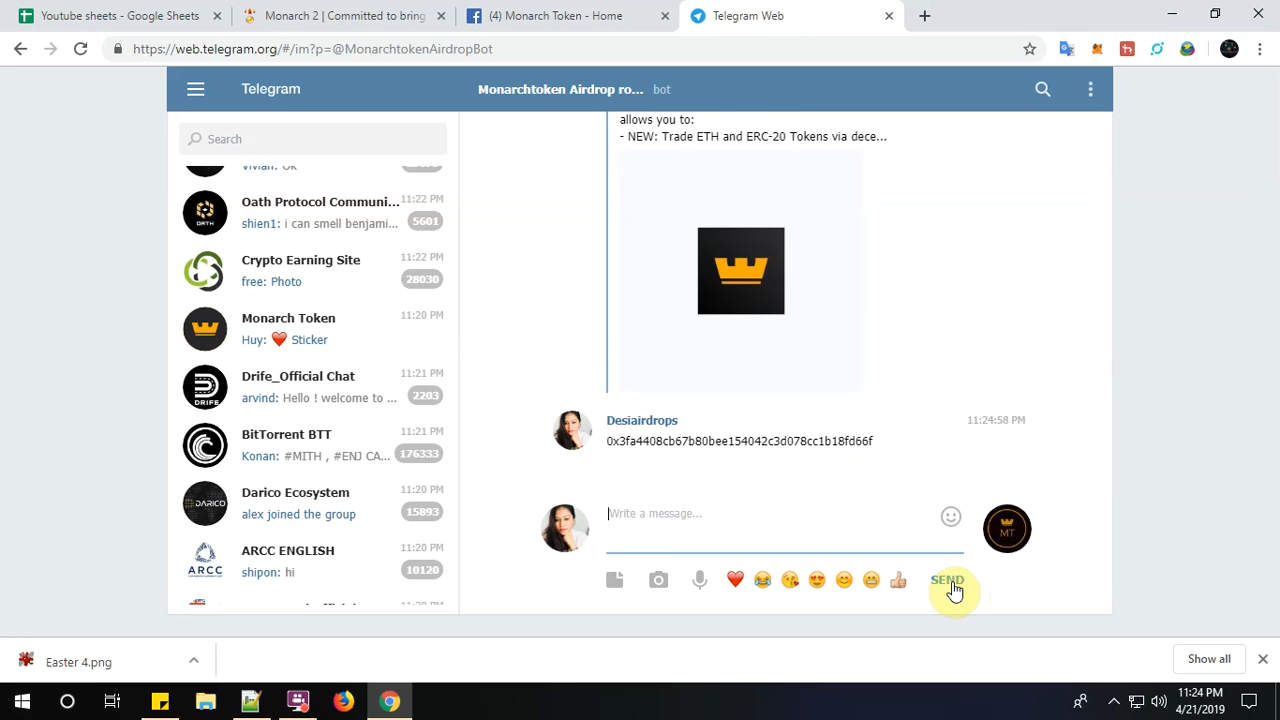 Youtube sheets - Google Sheets
Monarch 2 | Committed to bring
(4) Monarch Token - Home
Telegram Web
https://web.telegram.org/#/im?p=@MonarchtokenAirdropBot
Telegram
Monarchtoken Airdrop ro... bot
Search
Vivian: Ok
Oath Protocol Communi... 11:22 PM
shien1: i can smell benjami... 5601
Crypto Earning Site 11:22 PM
free: Photo 28030
Monarch Token 11:20 PM
Huy: ❤️ Sticker
Drife_Official Chat 11:21 PM
arvind: Hello ! welcome to ... 2203
BitTorrent BTT 11:21 PM
Konan: #MITH , #ENJ CA... 176333
Darico Ecosystem 11:20 PM
alex joined the group 15893
ARCC ENGLISH 11:20 PM
shipon: hi 10120
OATH
DRIFE
DARICO
ARCC
allows you to:
- NEW: Trade ETH and ERC-20 Tokens via dece...
Desiairdrops 11:24:58 PM
0x3fa4408cb67b80bee154042c3d078cc1b18fd66f
Write a message...
MT
SEND
Easter 4.png
Show all
11:24 PM
4/21/2019